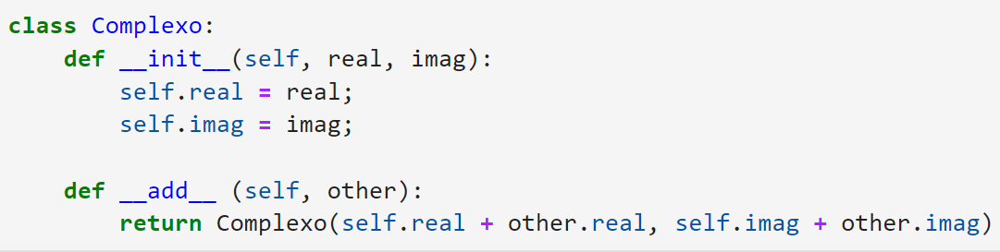 class Complexo:
    def __init__(self, real, imag):
        self.real = real;
        self.imag = imag;

    def __add__ (self, other):
        return Complexo(self.real + other.real, self.imag + other.imag)